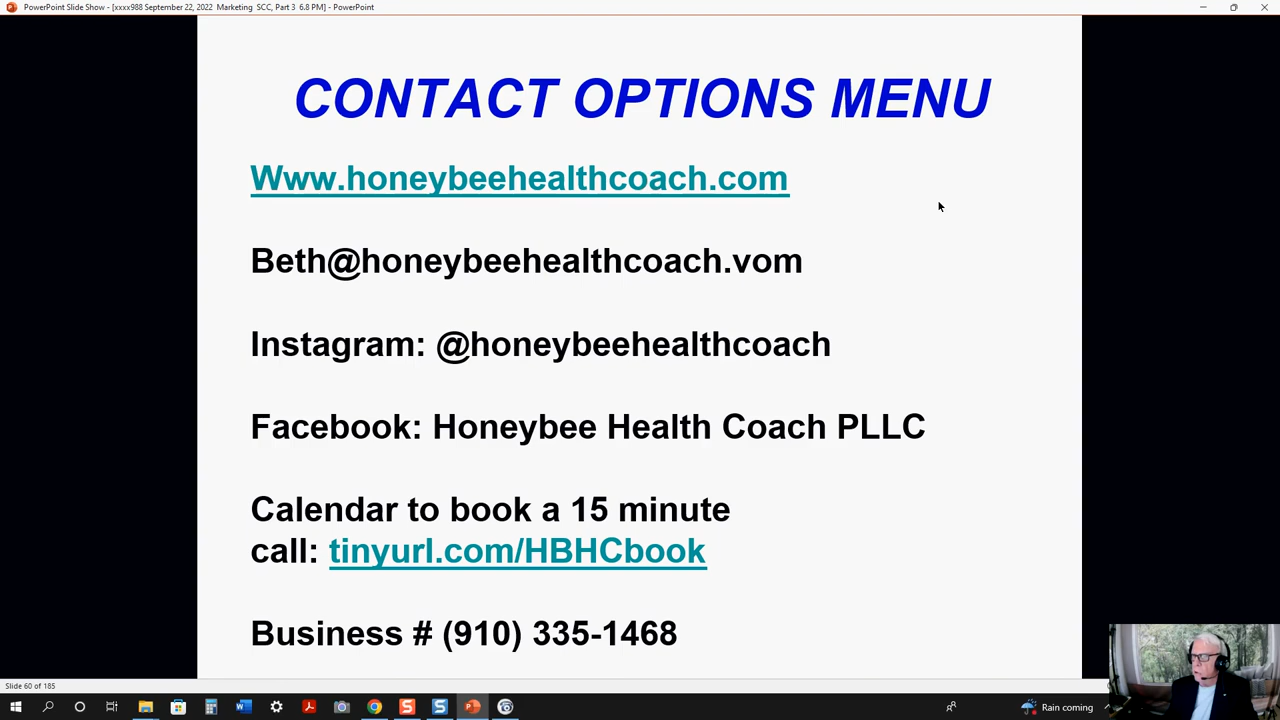 PowerPoint Slide Show - [xxxx988 September 22, 2022 Marketing SCC, Part 3 6.8 PM] - PowerPoint
CONTACT OPTIONS MENU
Www.honeybeehealthcoach.com
Beth@honeybeehealthcoach.vom
Instagram: @honeybeehealthcoach
Facebook: Honeybee Health Coach PLLC
Calendar to book a 15 minute
call: tinyurl.com/HBHCbook
Business # (910) 335-1468
Slide 60 of 185
Rain coming